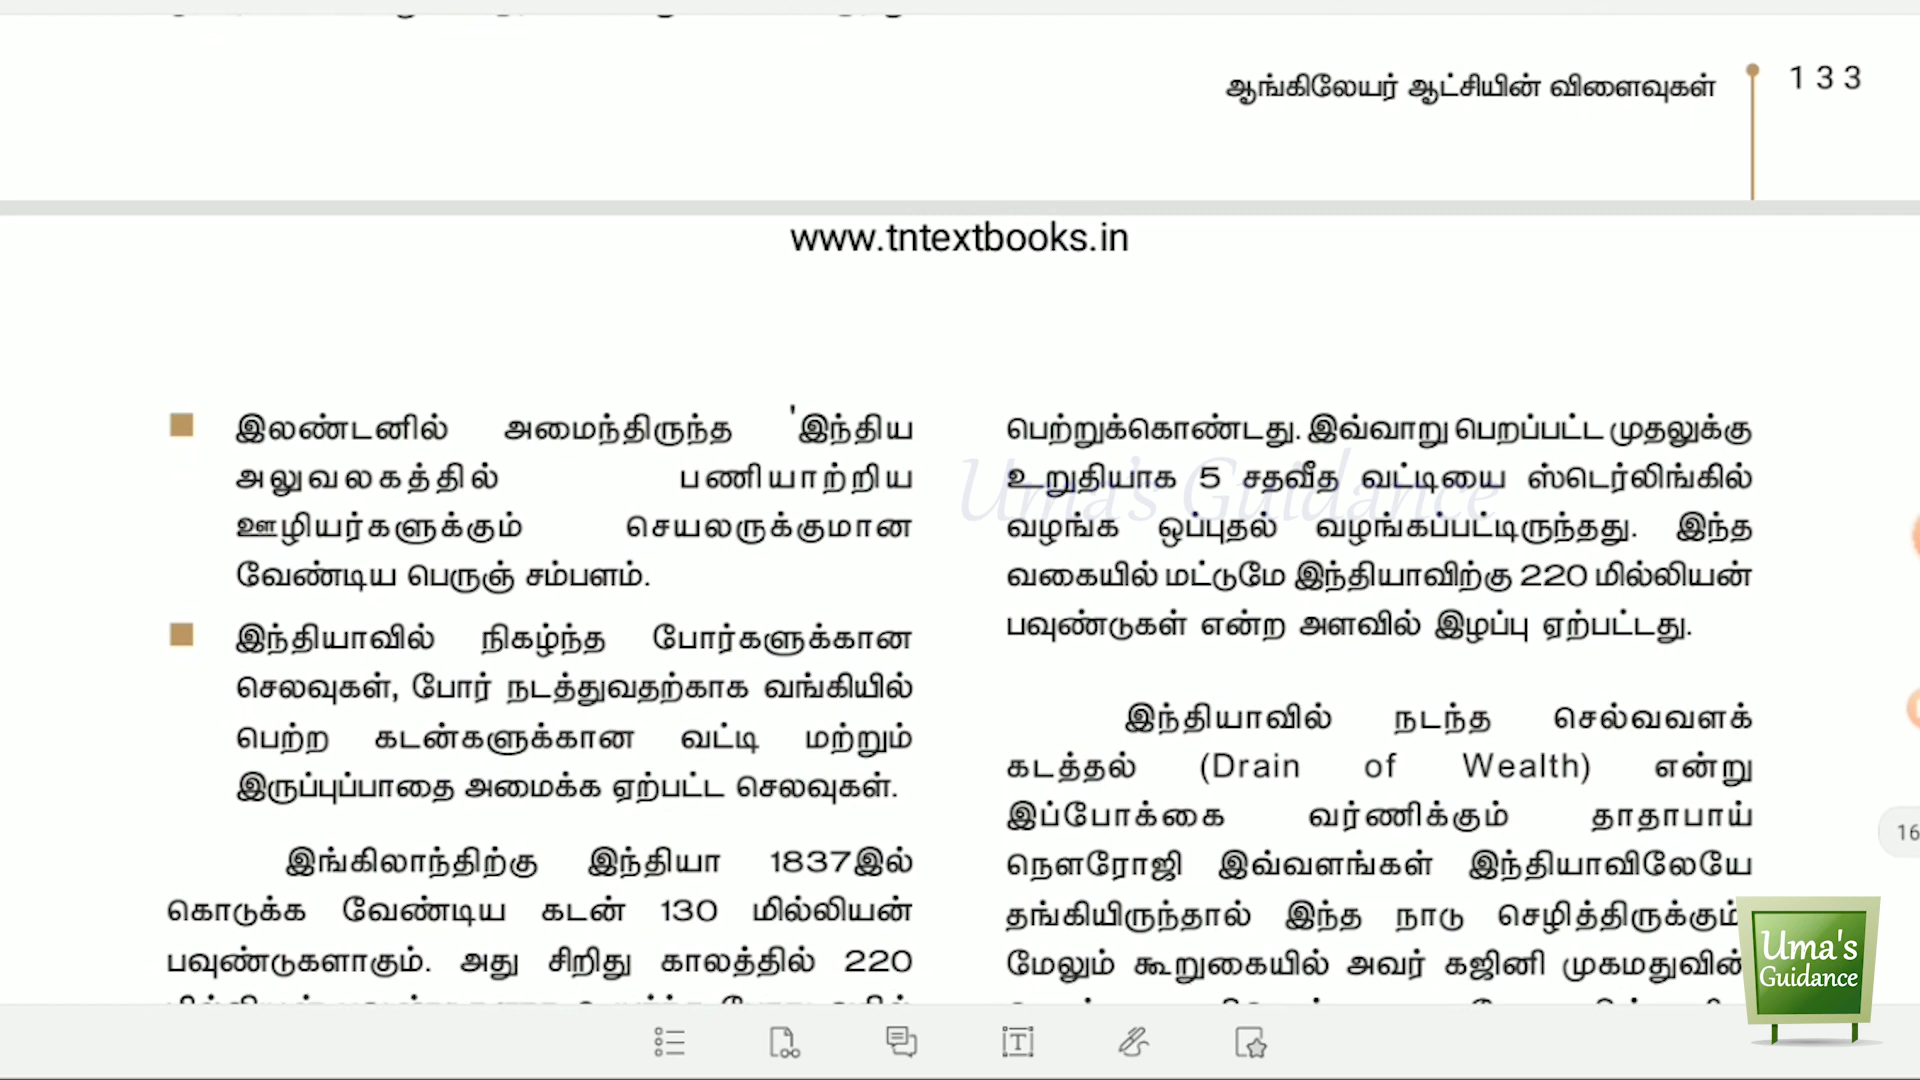 ஆங்கிலேயர் ஆட்சியின் விளைவுகள்
133
www.tntextbooks.in
இலண்டனில் அமைந்திருந்த 'இந்திய
அலுவலகத்தில் பணியாற்றிய
ஊழியர்களுக்கும் செயலருக்குமான
வேண்டிய பெருஞ் சம்பளம்.
இந்தியாவில் நிகழ்ந்த போர்களுக்கான
செலவுகள், போர் நடத்துவதற்காக வங்கியில்
பெற்ற கடன்களுக்கான வட்டி மற்றும்
இருப்புப்பாதை அமைக்க ஏற்பட்ட செலவுகள்.
இங்கிலாந்திற்கு இந்தியா 1837இல்
கொடுக்க வேண்டிய கடன் 130 மில்லியன்
பவுண்டுகளாகும். அது சிறிது காலத்தில் 220
பெற்றுக்கொண்டது. இவ்வாறு பெறப்பட்ட முதலுக்கு
உறுதியாக 5 சதவீத வட்டியை ஸ்டெர்லிங்கில்
வழங்க ஒப்புதல் வழங்கப்பட்டிருந்தது. இந்த
வகையில் மட்டுமே இந்தியாவிற்கு 220 மில்லியன்
பவுண்டுகள் என்ற அளவில் இழப்பு ஏற்பட்டது.
இந்தியாவில் நடந்த செல்வவளக்
கடத்தல் (Drain of Wealth) என்று
இப்போக்கை வர்ணிக்கும் தாதாபாய்
நௌரோஜி இவ்வளங்கள் இந்தியாவிலேயே
தங்கியிருந்தால் இந்த நாடு செழித்திருக்கும்
மேலும் கூறுகையில் அவர் கஜினி முகமதுவின்
Uma's Guidance
16
Uma's
Guidance